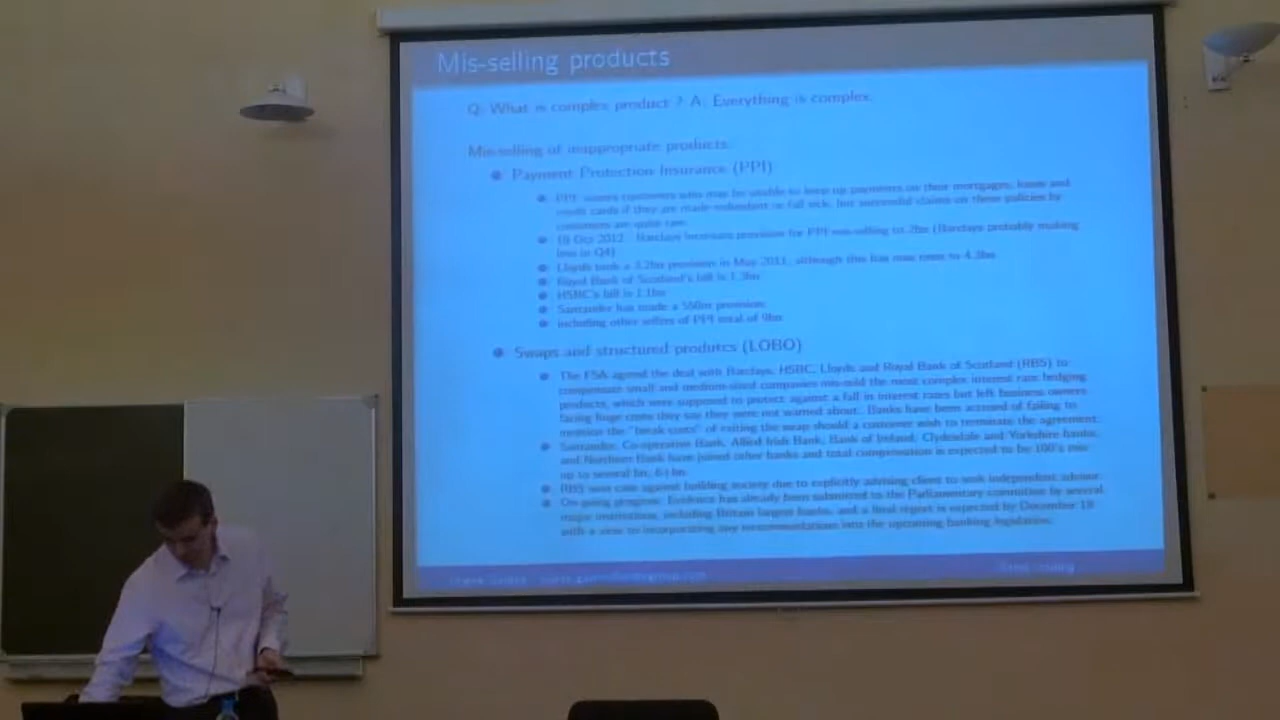 Mis-selling products
Q: What is complex product ? A: Everything is complex.
Mis-selling of inappropriate products:
Payment Protection Insurance (PPI)
PPI covers customers who may be unable to keep up payments on their mortgages, loans and
credit cards if they are made redundant or fall sick, but successful claims on these policies by
customers are quite rare.
Oct 2012 Barclays increases provision for PPI mis-selling to 2bn (Barclays probably making
loss in Q4)
Lloyds took a 3.2bn provision in May 2011, although this has now risen to 4.3bn
Royal Bank of Scotland's bill is 1.3bn
HSBC's bill is 1.1bn
Santander has made a 550m provision
including other sellers of PPI total of 9bn
Swaps and structured produtcs (LOBO)
The FSA agreed the deal with Barclays, HSBC, Lloyds and Royal Bank of Scotland (RBS) to
compensate small and medium-sized companies mis-sold the most complex interest rate hedging
products, which were supposed to protect against a fall in interest rates but left business owners
facing huge costs they say they were not warned about. Banks have been accused of failing to
mention the "break costs" of exiting the swap should a customer wish to terminate the agreement.
Santander, Co-operative Bank, Allied Irish Bank, Bank of Ireland, Clydesdale and Yorkshire banks,
and Northern Bank have joined other banks and total compensation is expected to be 100's mio
up to several bn,
RBS won case against building society due to explicitly advising client to seek independent advisor.
On-going progress: Evidence has already been submitted to the Parliamentary committee by several
major institutions, including Britain largest banks, and a final report is expected by December 18
with a view to incorporating any recommendations into the upcoming banking legislation.